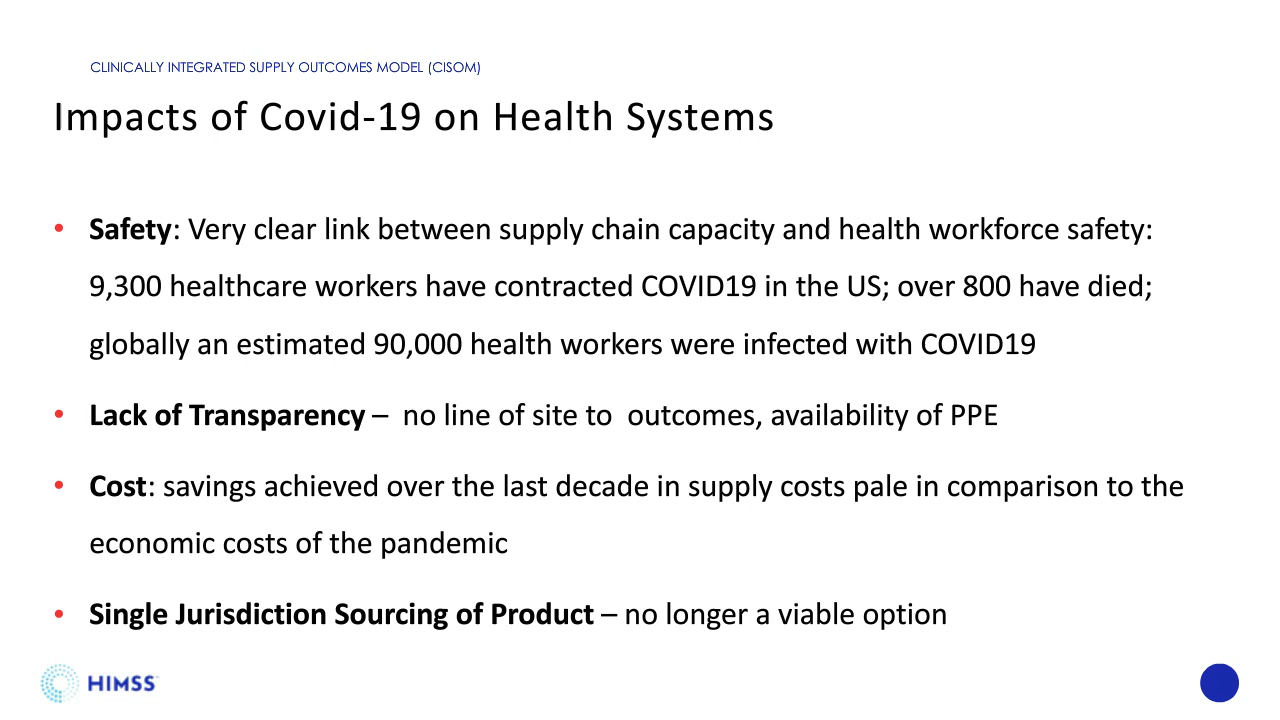 CLINICALLY INTEGRATED SUPPLY OUTCOMES MODEL (CISOM)
Impacts of Covid-19 on Health Systems
• Safety: Very clear link between supply chain capacity and health workforce safety:
9,300 healthcare workers have contracted COVID19 in the US; over 800 have died;
globally an estimated 90,000 health workers were infected with COVID19
• Lack of Transparency – no line of site to outcomes, availability of PPE
• Cost: savings achieved over the last decade in supply costs pale in comparison to the
economic costs of the pandemic
• Single Jurisdiction Sourcing of Product – no longer a viable option
HIMSS